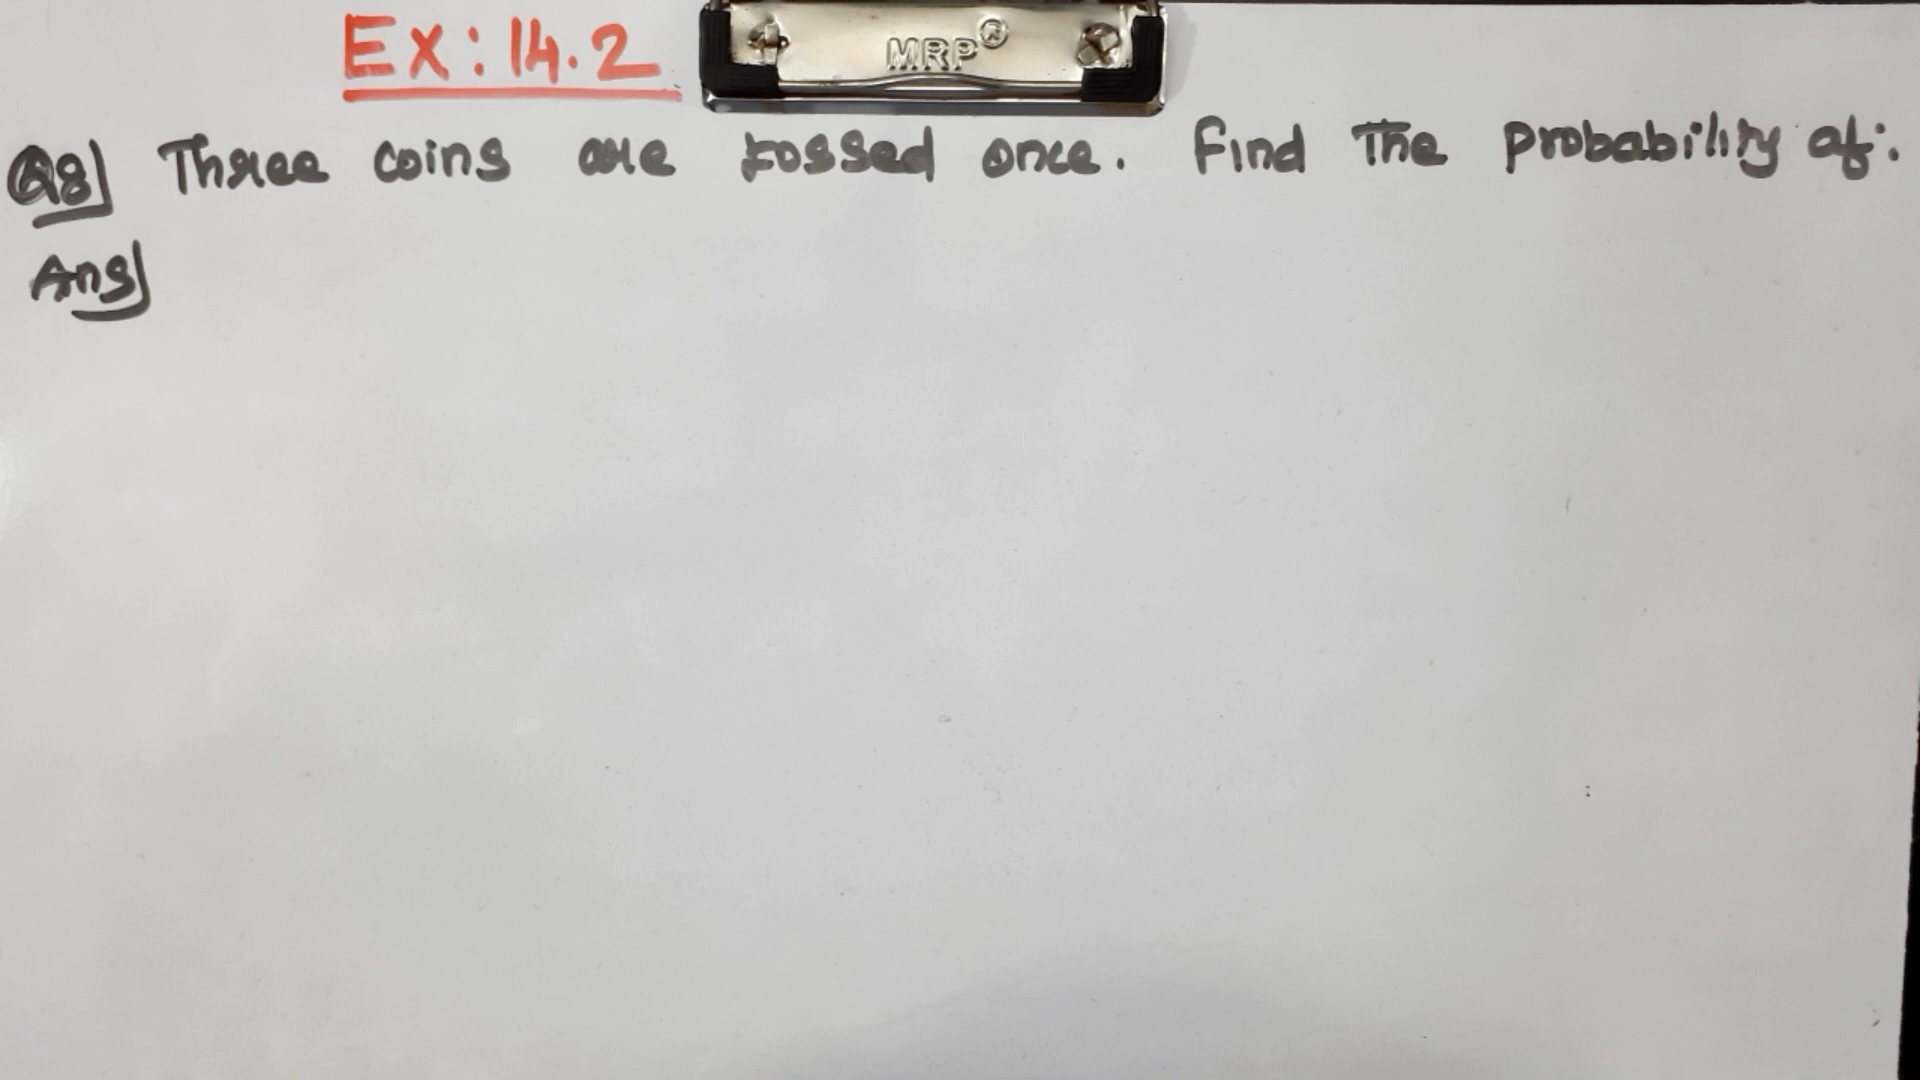 Ex: 14.2
MRP®
Q8] Three coins are tossed once. Find The probability of:
Ans]